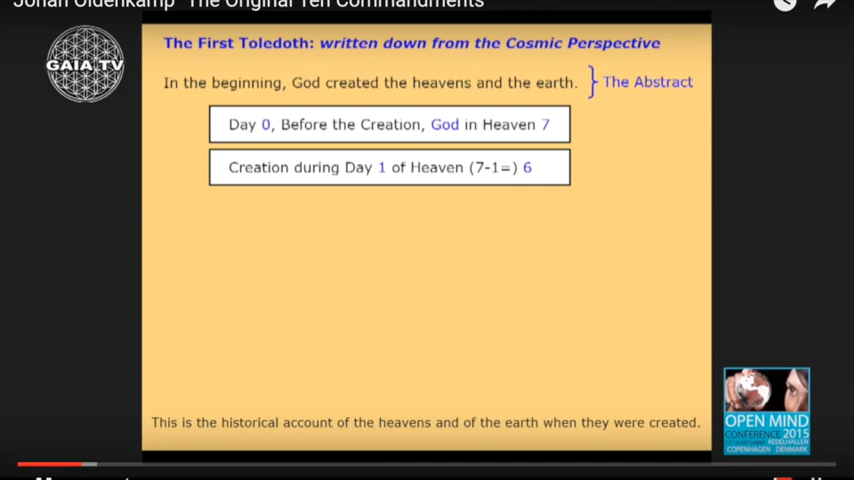 Johan Oldenkamp "The Original Ten Commandments"
GAIA TV
The First Toledoth: written down from the Cosmic Perspective
In the beginning, God created the heavens and the earth. } The Abstract
Day 0, Before the Creation, God in Heaven 7
Creation during Day 1 of Heaven (7-1=) 6
This is the historical account of the heavens and of the earth when they were created.
OPEN MIND
CONFERENCE 2015
COPENHAGEN DENMARK